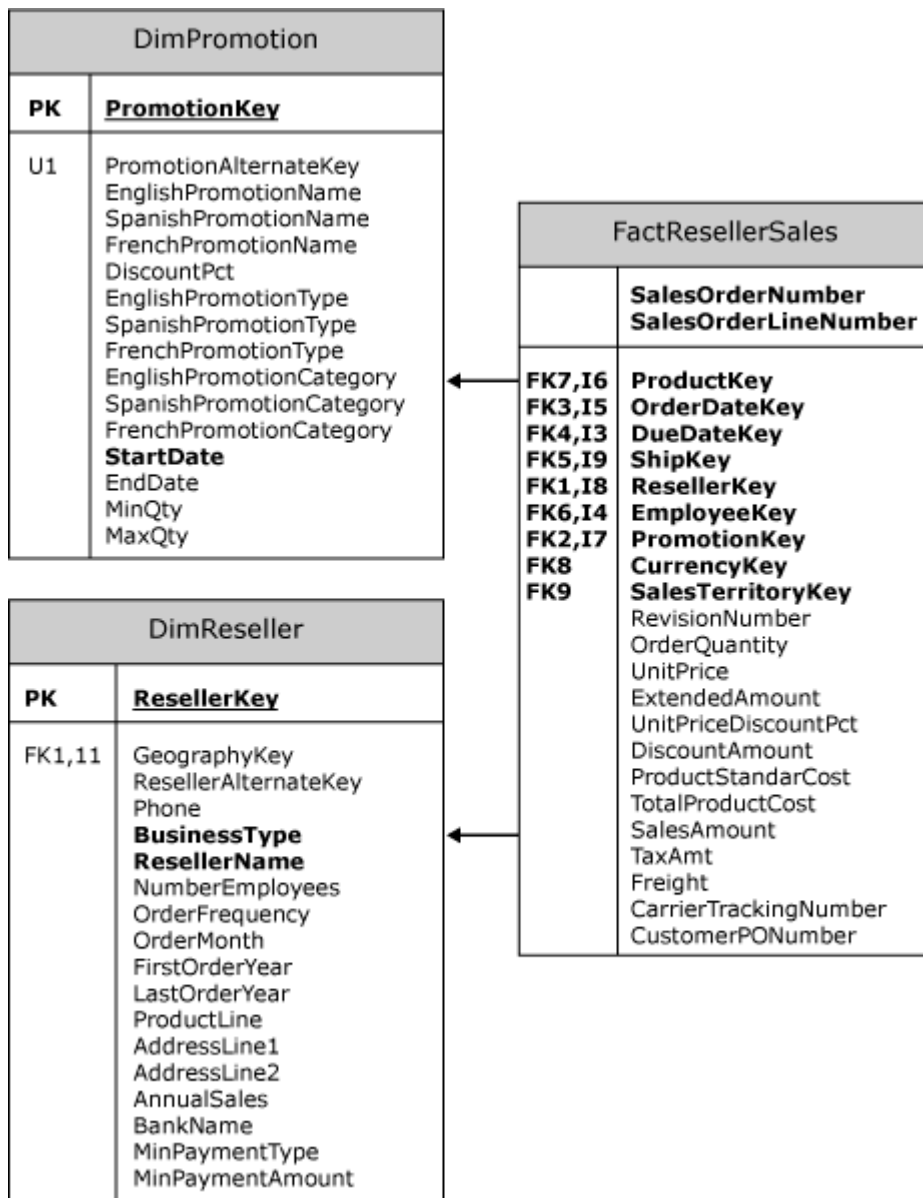 DimPromotion
PK PromotionKey
U1 PromotionAlternateKey
EnglishPromotionName
SpanishPromotionName
FrenchPromotionName
DiscountPct
EnglishPromotionType
SpanishPromotionType
FrenchPromotionType
EnglishPromotionCategory
SpanishPromotionCategory
FrenchPromotionCategory
StartDate
EndDate
MinQty
MaxQty
DimReseller
PK ResellerKey
FK1,11 GeographyKey
ResellerAlternateKey
Phone
BusinessType
ResellerName
NumberEmployees
OrderFrequency
OrderMonth
FirstOrderYear
LastOrderYear
ProductLine
AddressLine1
AddressLine2
AnnualSales
BankName
MinPaymentType
MinPaymentAmount
FactResellerSales
SalesOrderNumber
SalesOrderLineNumber
FK7,I6 ProductKey
FK3,I5 OrderDateKey
FK4,I3 DueDateKey
FK5,I9 ShipKey
FK1,I8 ResellerKey
FK6,I4 EmployeeKey
FK2,I7 PromotionKey
FK8 CurrencyKey
FK9 SalesTerritoryKey
RevisionNumber
OrderQuantity
UnitPrice
ExtendedAmount
UnitPriceDiscountPct
DiscountAmount
ProductStandarCost
TotalProductCost
SalesAmount
TaxAmt
Freight
CarrierTrackingNumber
CustomerPONumber